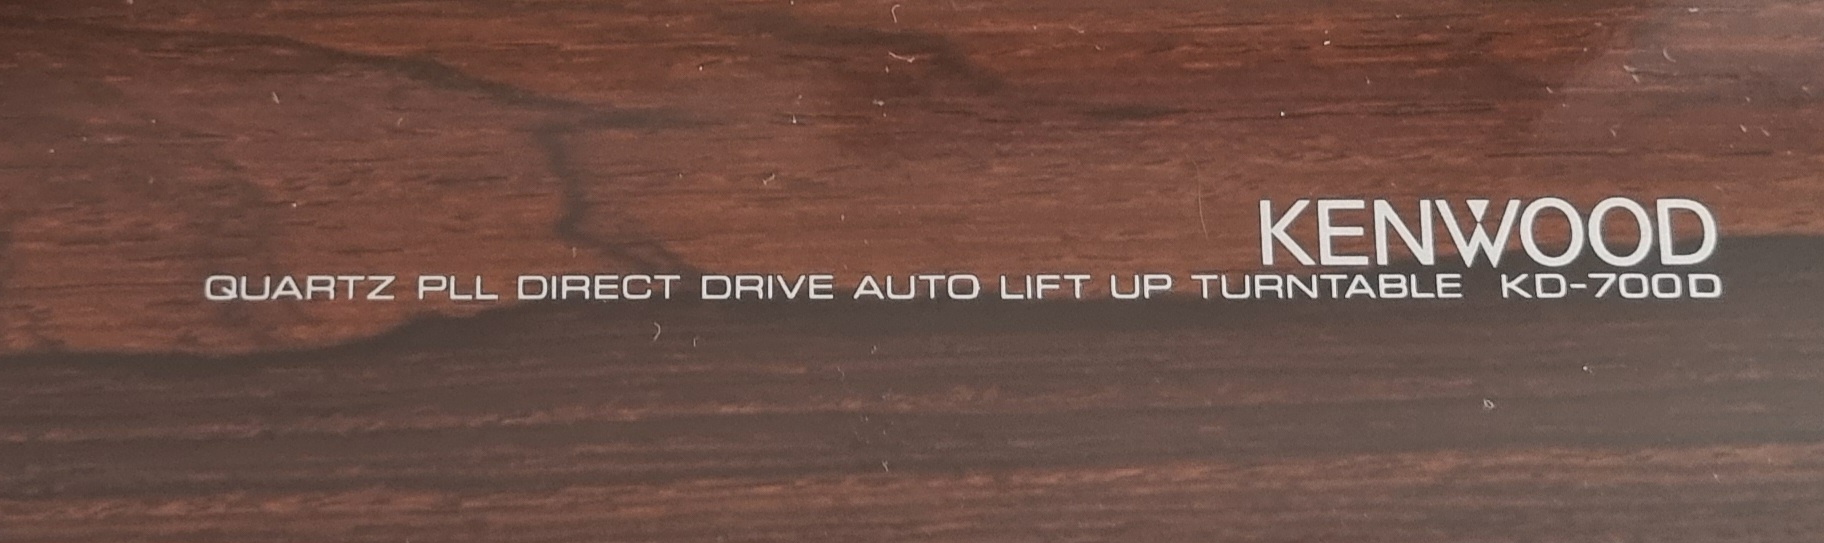 KENWOOD
QUARTZ PLL DIRECT DRIVE AUTO LIFT UP TURNTABLE KD-700D